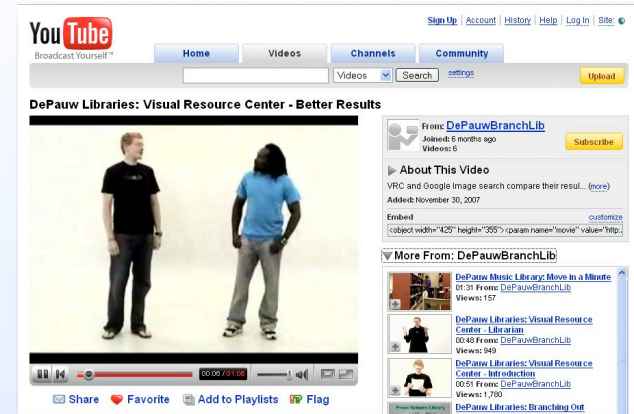 Sign Up | Account | History | Help | Log In | Site:
YouTube
Broadcast Yourself™
Home Videos Channels Community
Videos Search settings Upload
DePauw Libraries: Visual Resource Center - Better Results
From: DePauwBranchLib
Joined: 6 months ago
Videos: 6
Subscribe
About This Video
VRC and Google Image search compare their resul... (more)
Added: November 30, 2007
Embed customize
<object width="425" height="355"><param name="movie" value="http:
More From: DePauwBranchLib
DePauw Music Library: Move in a Minute
01:31 From: DePauwBranchLib
Views: 157
DePauw Libraries: Visual Resource
Center - Librarian
00:48 From: DePauwBranchLib
Views: 949
DePauw Libraries: Visual Resource
Center - Introduction
00:51 From: DePauwBranchLib
Views: 1,780
DePauw Libraries: Branching Out
00:06 / 01:06
Share Favorite Add to Playlists Flag